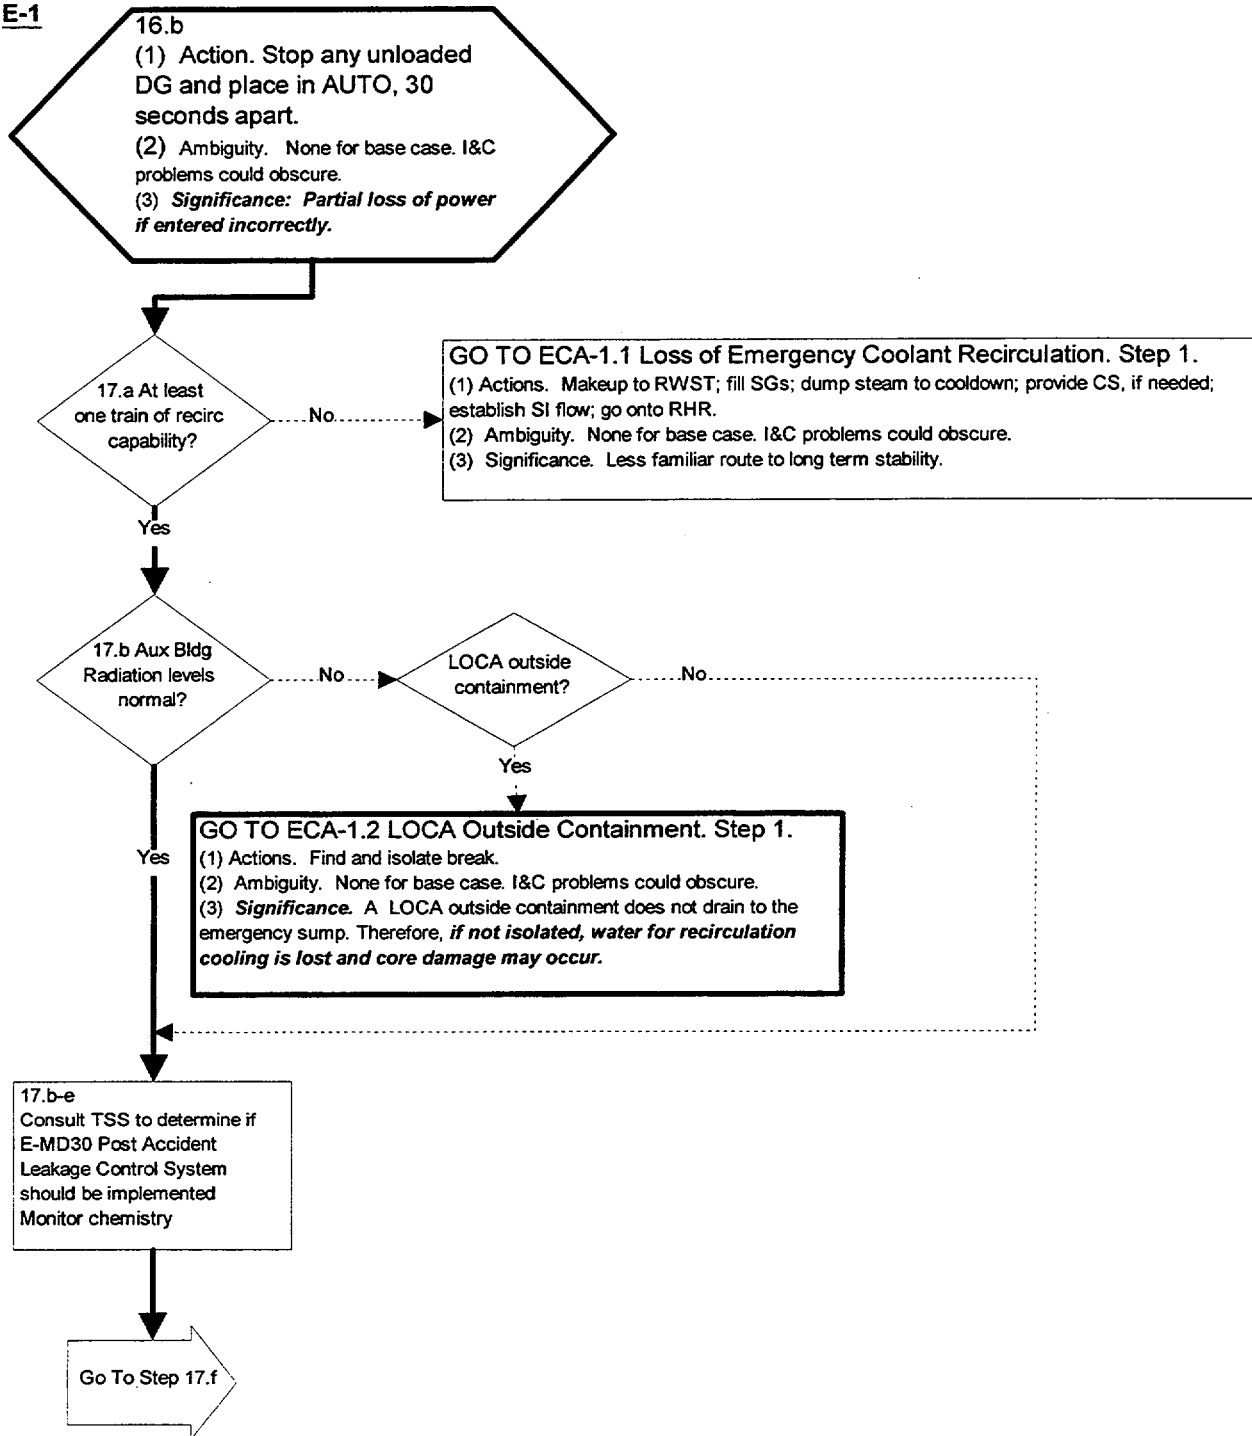 E-1
16.b
(1) Action. Stop any unloaded
DG and place in AUTO, 30
seconds apart.
(2) Ambiguity. None for base case. I&C
problems could obscure.
(3) Significance: Partial loss of power
if entered incorrectly.
17.a At least
one train of recirc
capability?
No
GO TO ECA-1.1 Loss of Emergency Coolant Recirculation. Step 1.
(1) Actions. Makeup to RWST; fill SGs; dump steam to cooldown; provide CS, if needed;
establish SI flow; go onto RHR.
(2) Ambiguity. None for base case. I&C problems could obscure.
(3) Significance. Less familiar route to long term stability.
Yes
17.b Aux Bldg
Radiation levels
normal?
No
LOCA outside
containment?
No
Yes
GO TO ECA-1.2 LOCA Outside Containment. Step 1.
(1) Actions. Find and isolate break.
(2) Ambiguity. None for base case. I&C problems could obscure.
(3) Significance. A LOCA outside containment does not drain to the
emergency sump. Therefore, if not isolated, water for recirculation
cooling is lost and core damage may occur.
Yes
17.b-e
Consult TSS to determine if
E-MD30 Post Accident
Leakage Control System
should be implemented
Monitor chemistry
Go To Step 17.f